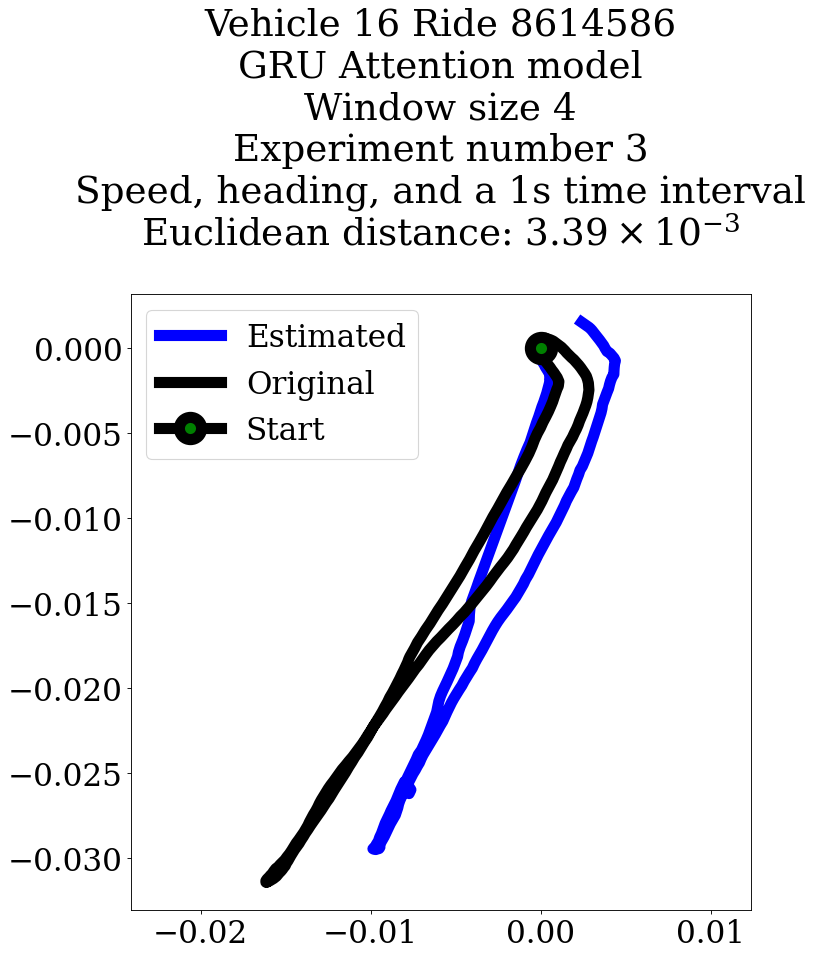 Vehicle 16 Ride 8614586
GRU Attention model
Window size 4
Experiment number 3
Speed, heading, and a 1s time interval
Euclidean distance: 3.39 × 10⁻³
Estimated
Original
Start
0.000
−0.005
−0.010
−0.015
−0.020
−0.025
−0.030
−0.02 −0.01 0.00 0.01